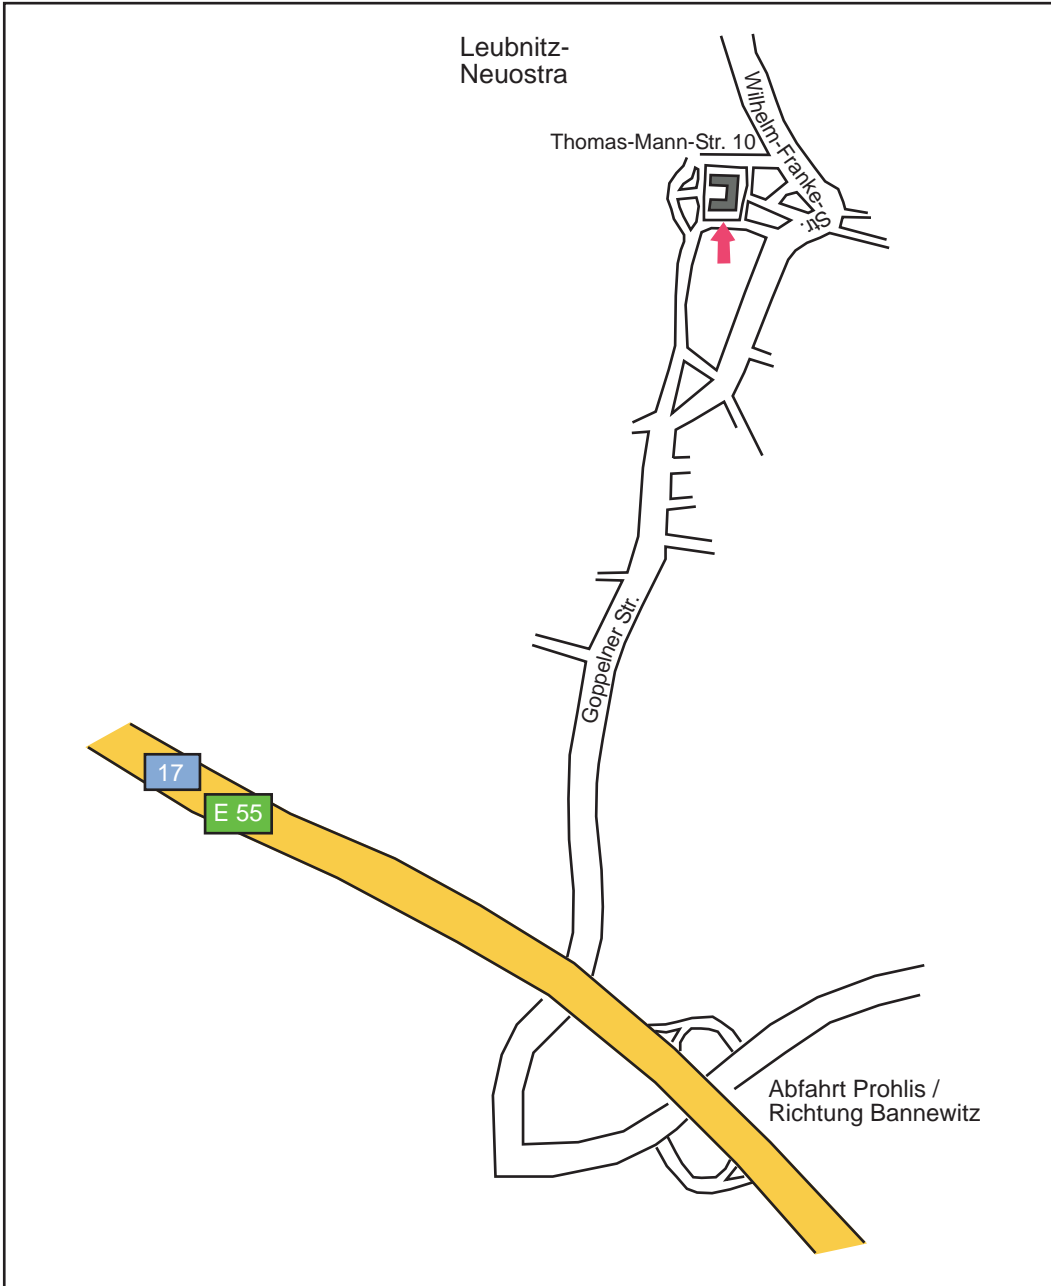 Leubnitz-
Neuostra
Wilhelm-Franke-Str.
Thomas-Mann-Str. 10
Goppelner Str.
17
E 55
Abfahrt Prohlis /
Richtung Bannewitz